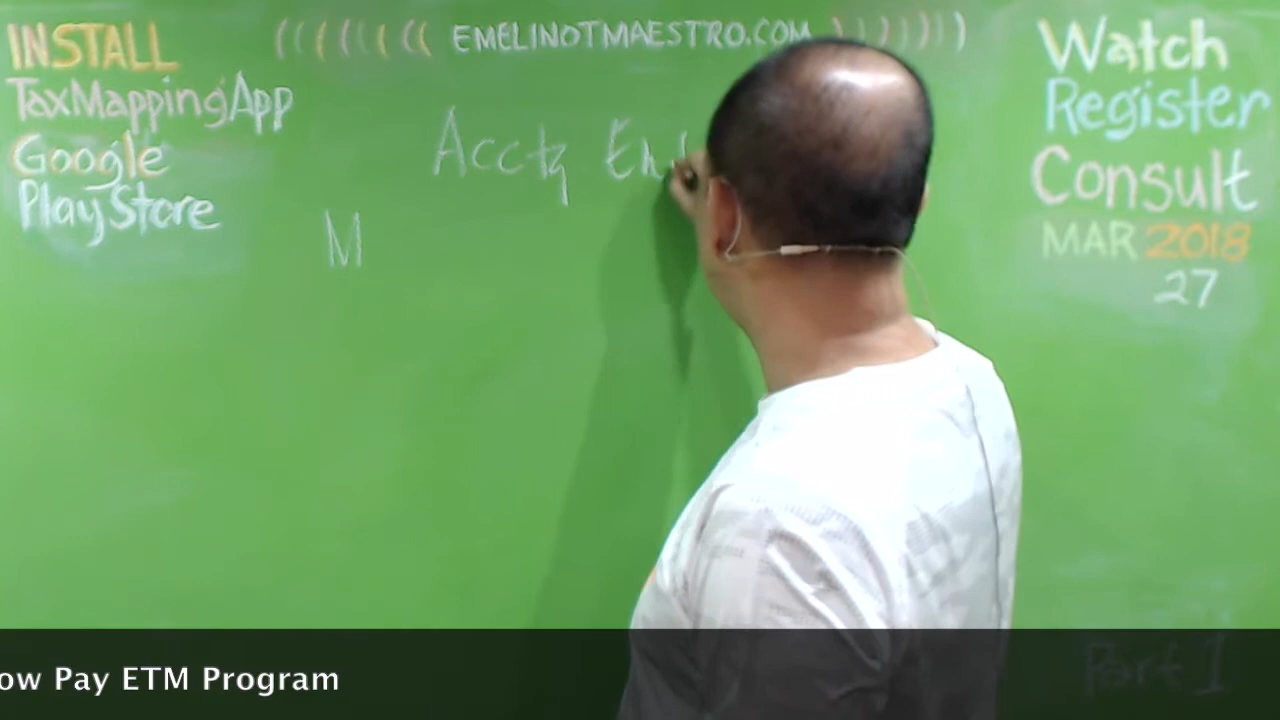 INSTALL
TaxMappingApp
Google
PlayStore
((((((( EMELINOTMAESTRO.COM )))))))
Acctg
M
Watch
Register
Consult
MAR 2018
27
Part 1
ow Pay ETM Program